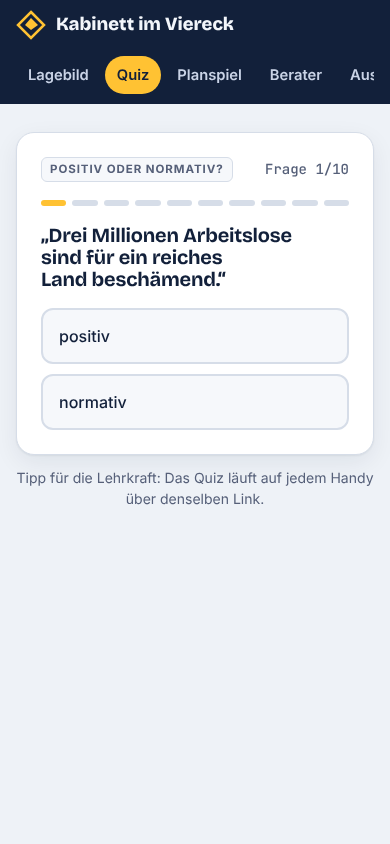 Kabinett im Viereck
Lagebild Quiz Planspiel Berater Aus
POSITIV ODER NORMATIV? Frage 1/10
„Drei Millionen Arbeitslose
sind für ein reiches
Land beschämend.“
positiv
normativ
Tipp für die Lehrkraft: Das Quiz läuft auf jedem Handy
über denselben Link.